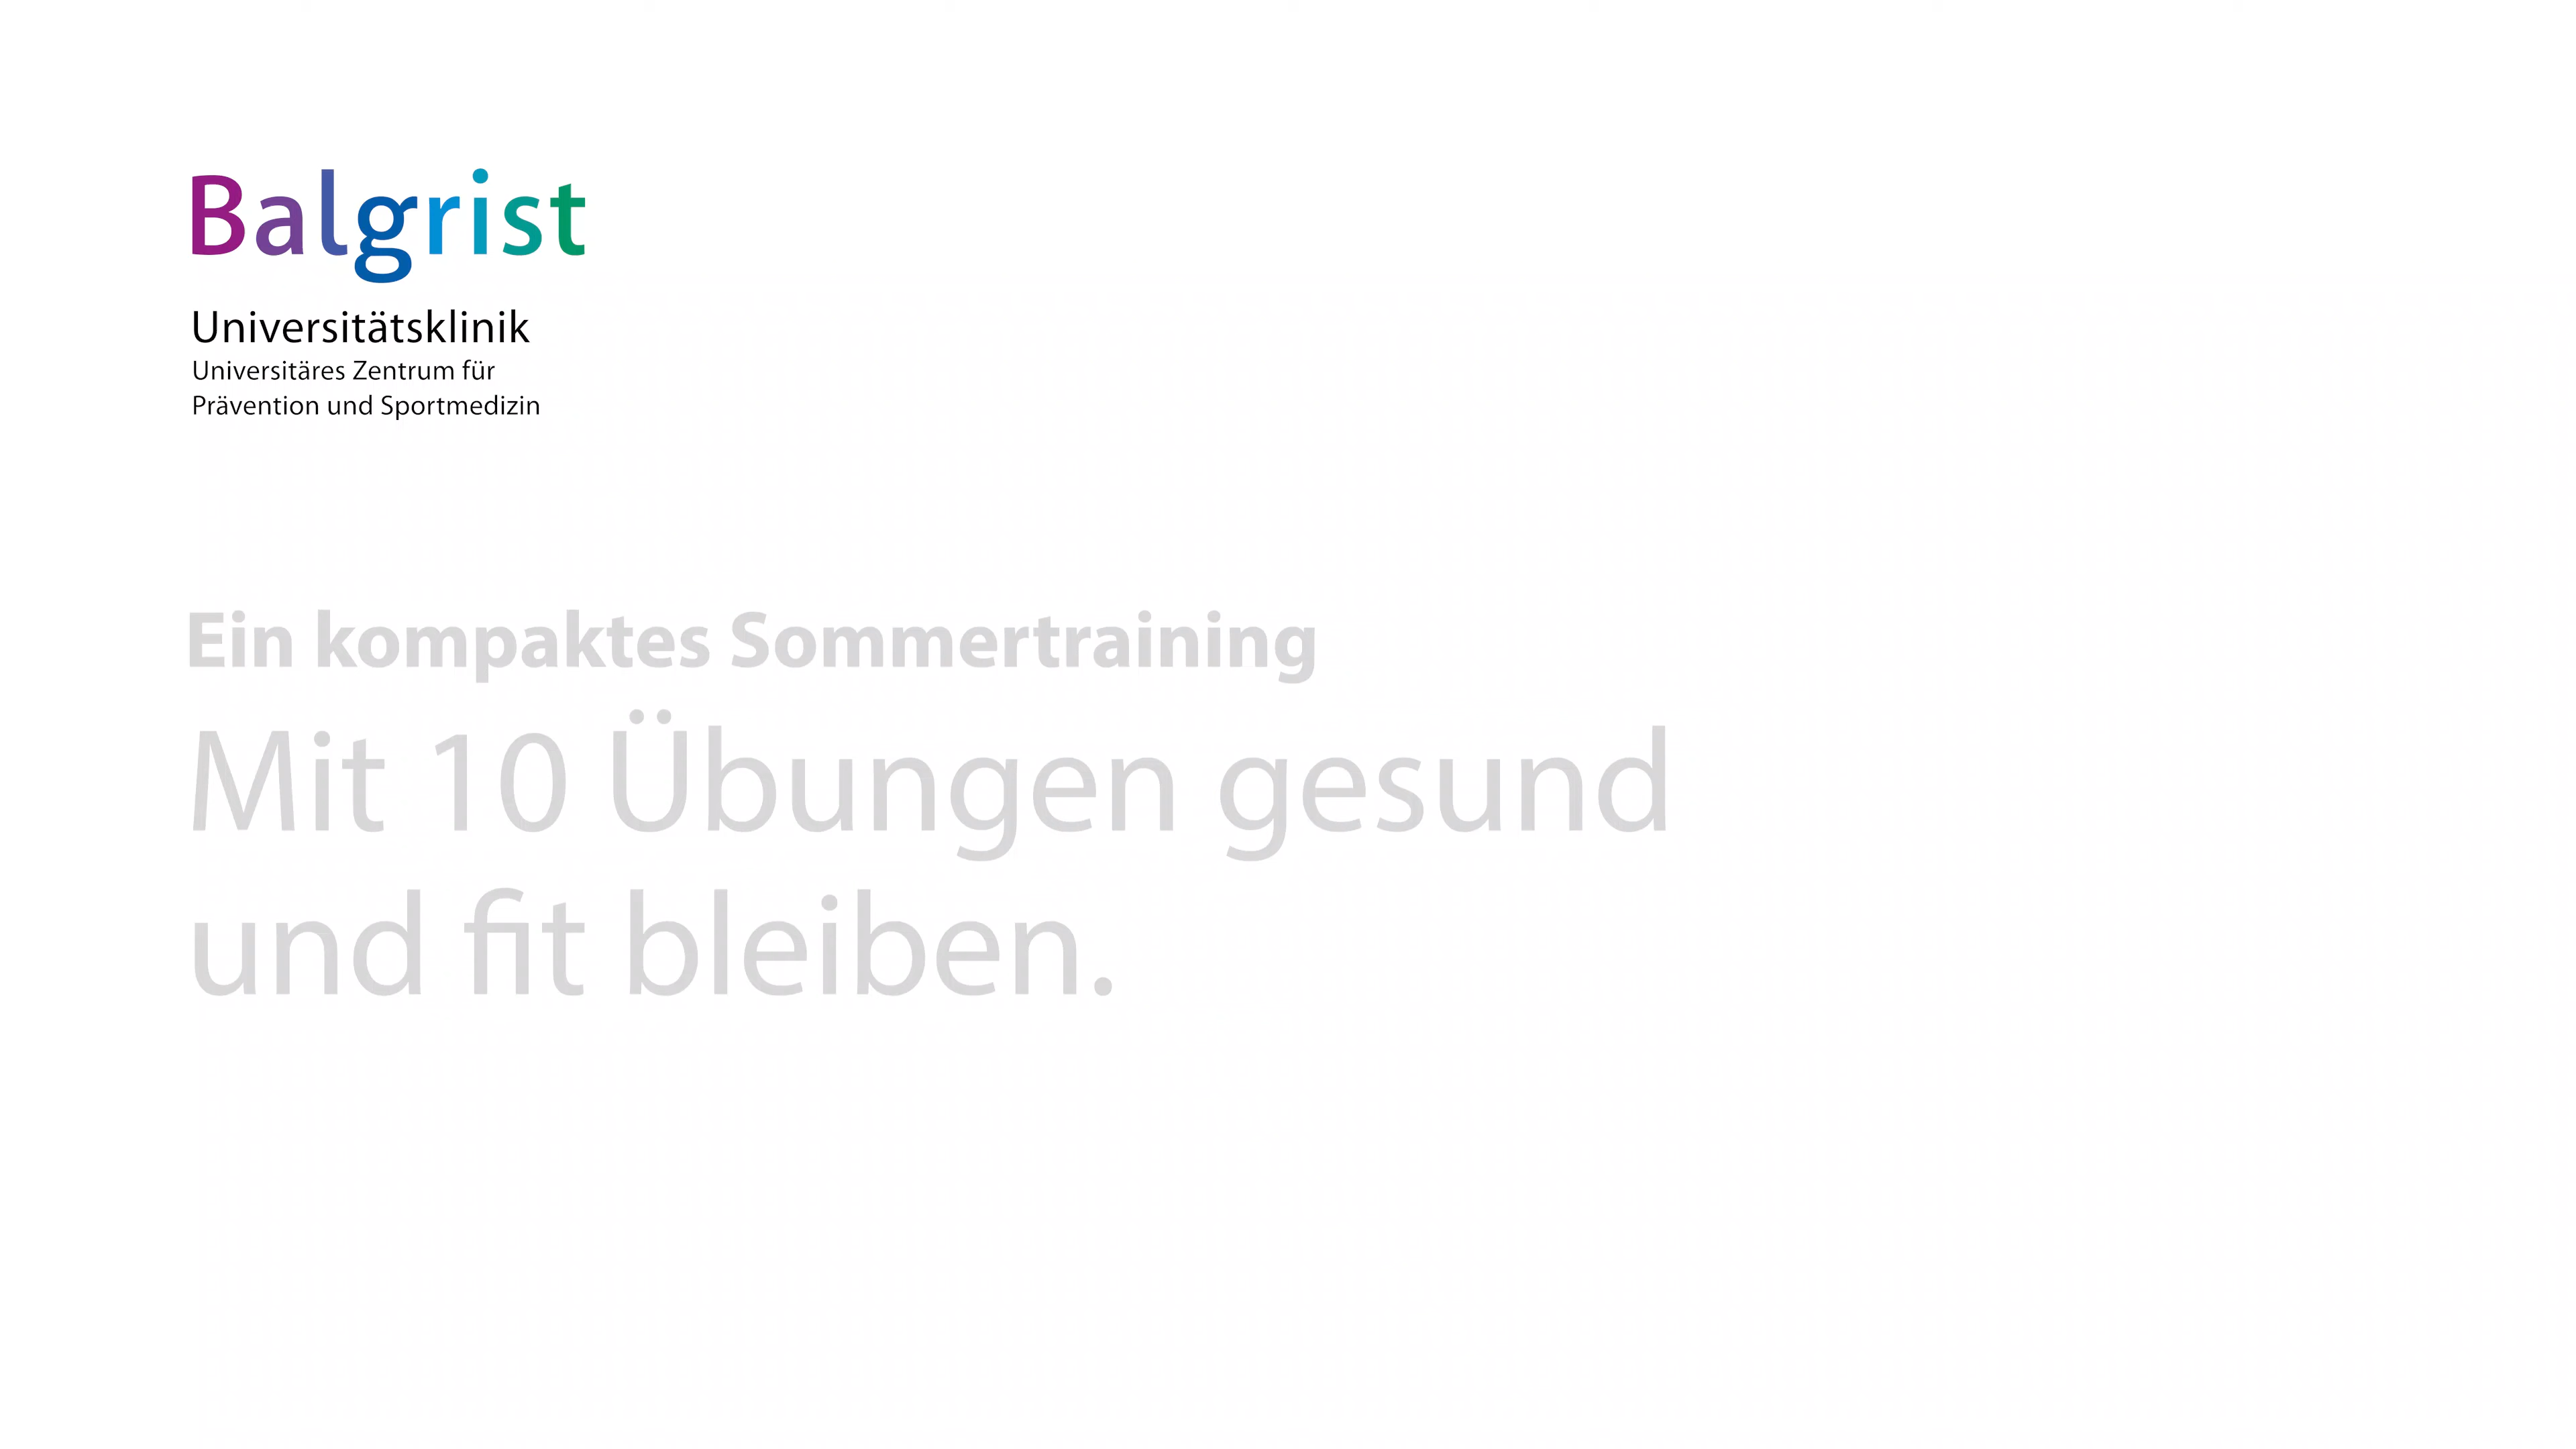 Balgrist
Universitätsklinik
Universitäres Zentrum für
Prävention und Sportmedizin
Ein kompaktes Sommertraining
Mit 10 Übungen gesund
und fit bleiben.